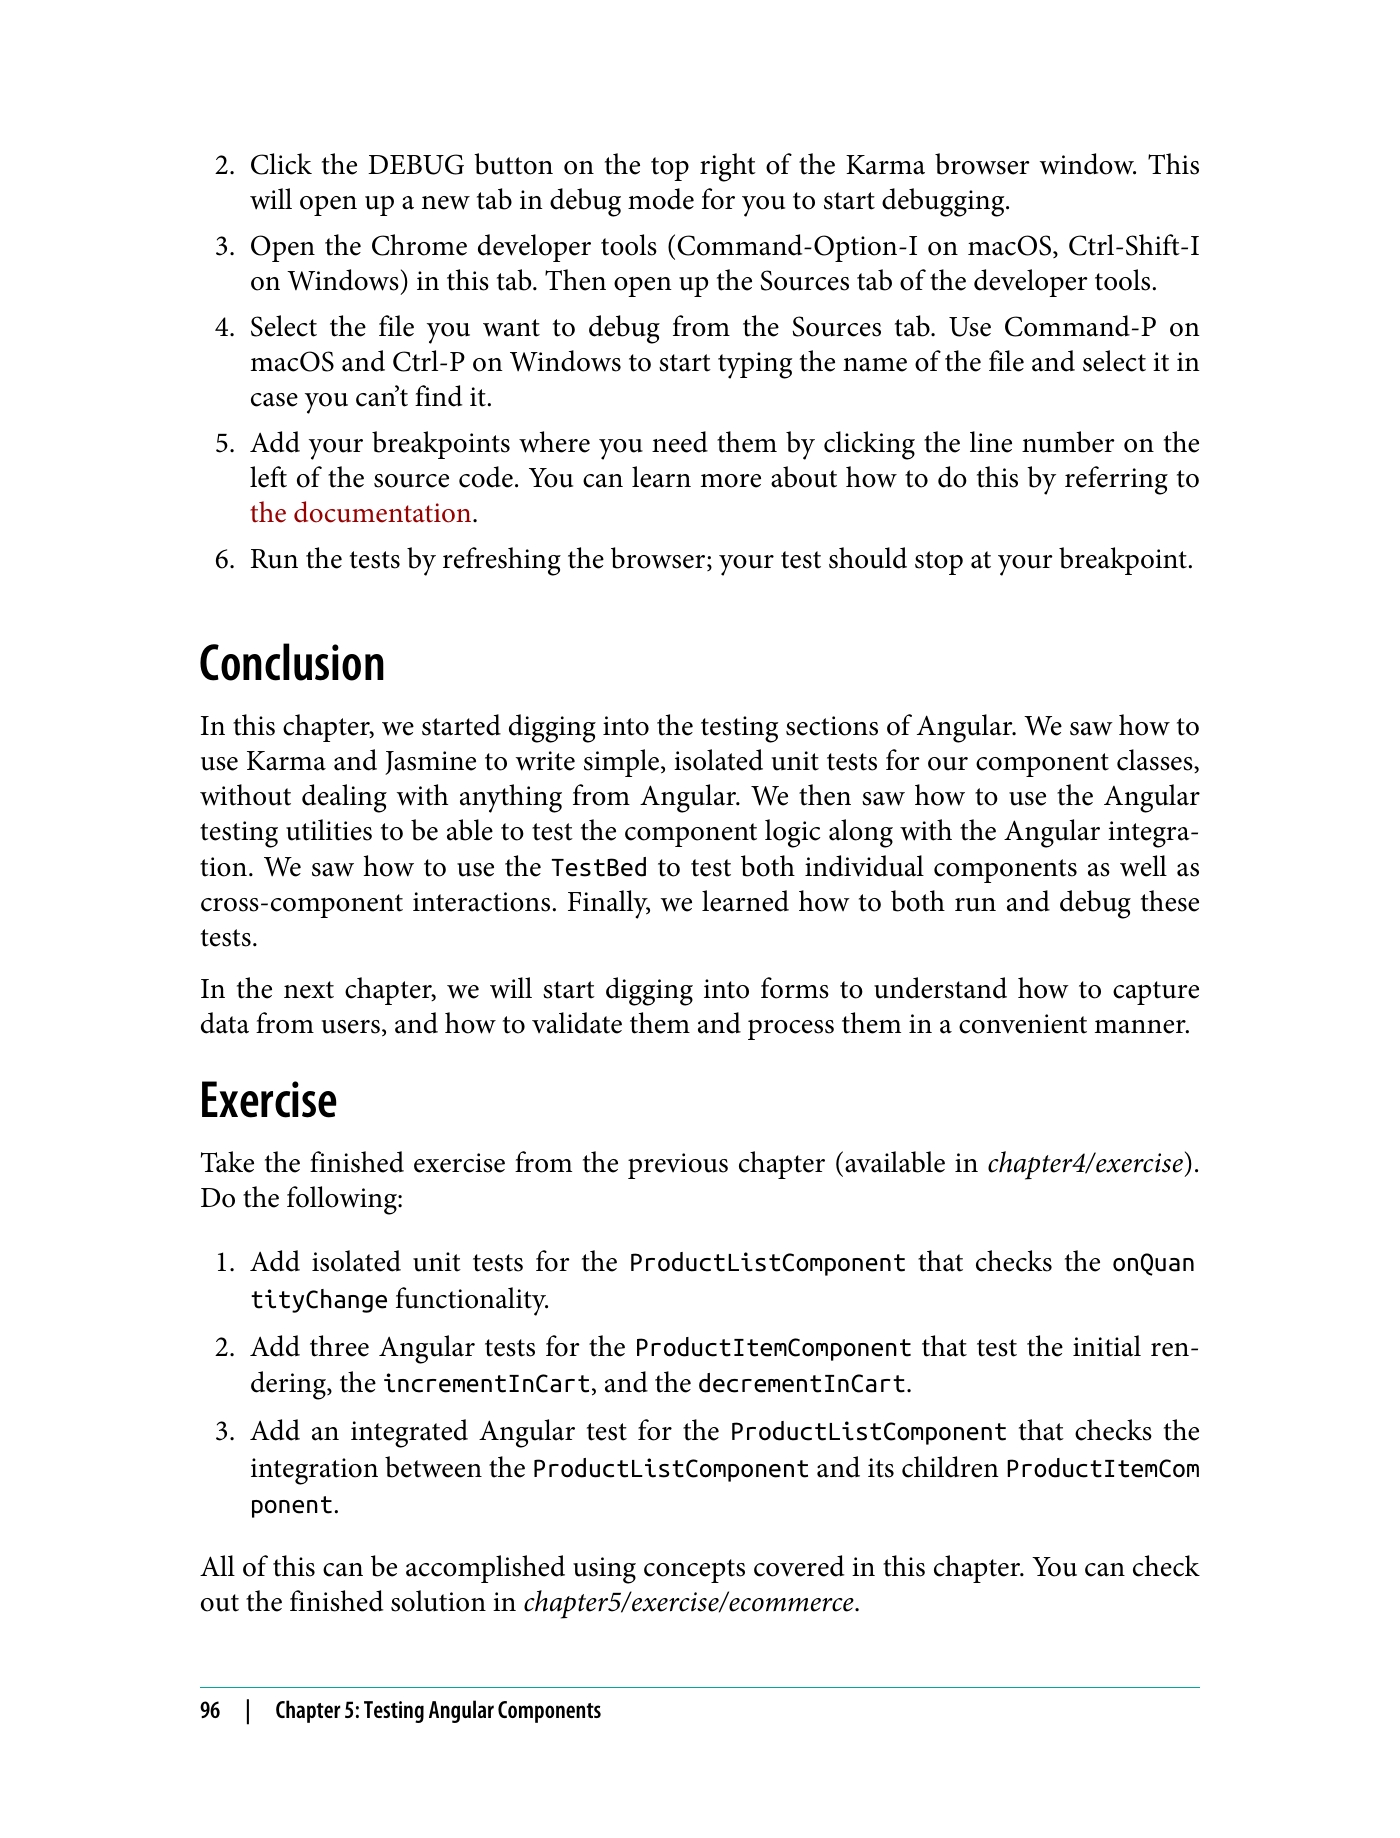 2. Click the DEBUG button on the top right of the Karma browser window. This
will open up a new tab in debug mode for you to start debugging.
3. Open the Chrome developer tools (Command-Option-I on macOS, Ctrl-Shift-I
on Windows) in this tab. Then open up the Sources tab of the developer tools.
4. Select the file you want to debug from the Sources tab. Use Command-P on
macOS and Ctrl-P on Windows to start typing the name of the file and select it in
case you can’t find it.
5. Add your breakpoints where you need them by clicking the line number on the
left of the source code. You can learn more about how to do this by referring to
the documentation.
6. Run the tests by refreshing the browser; your test should stop at your breakpoint.
Conclusion
In this chapter, we started digging into the testing sections of Angular. We saw how to
use Karma and Jasmine to write simple, isolated unit tests for our component classes,
without dealing with anything from Angular. We then saw how to use the Angular
testing utilities to be able to test the component logic along with the Angular integra-
tion. We saw how to use the TestBed to test both individual components as well as
cross-component interactions. Finally, we learned how to both run and debug these
tests.
In the next chapter, we will start digging into forms to understand how to capture
data from users, and how to validate them and process them in a convenient manner.
Exercise
Take the finished exercise from the previous chapter (available in chapter4/exercise).
Do the following:
1. Add isolated unit tests for the ProductListComponent that checks the onQuan
tityChange functionality.
2. Add three Angular tests for the ProductItemComponent that test the initial ren-
dering, the incrementInCart, and the decrementInCart.
3. Add an integrated Angular test for the ProductListComponent that checks the
integration between the ProductListComponent and its children ProductItemCom
ponent.
All of this can be accomplished using concepts covered in this chapter. You can check
out the finished solution in chapter5/exercise/ecommerce.
96 | Chapter 5: Testing Angular Components